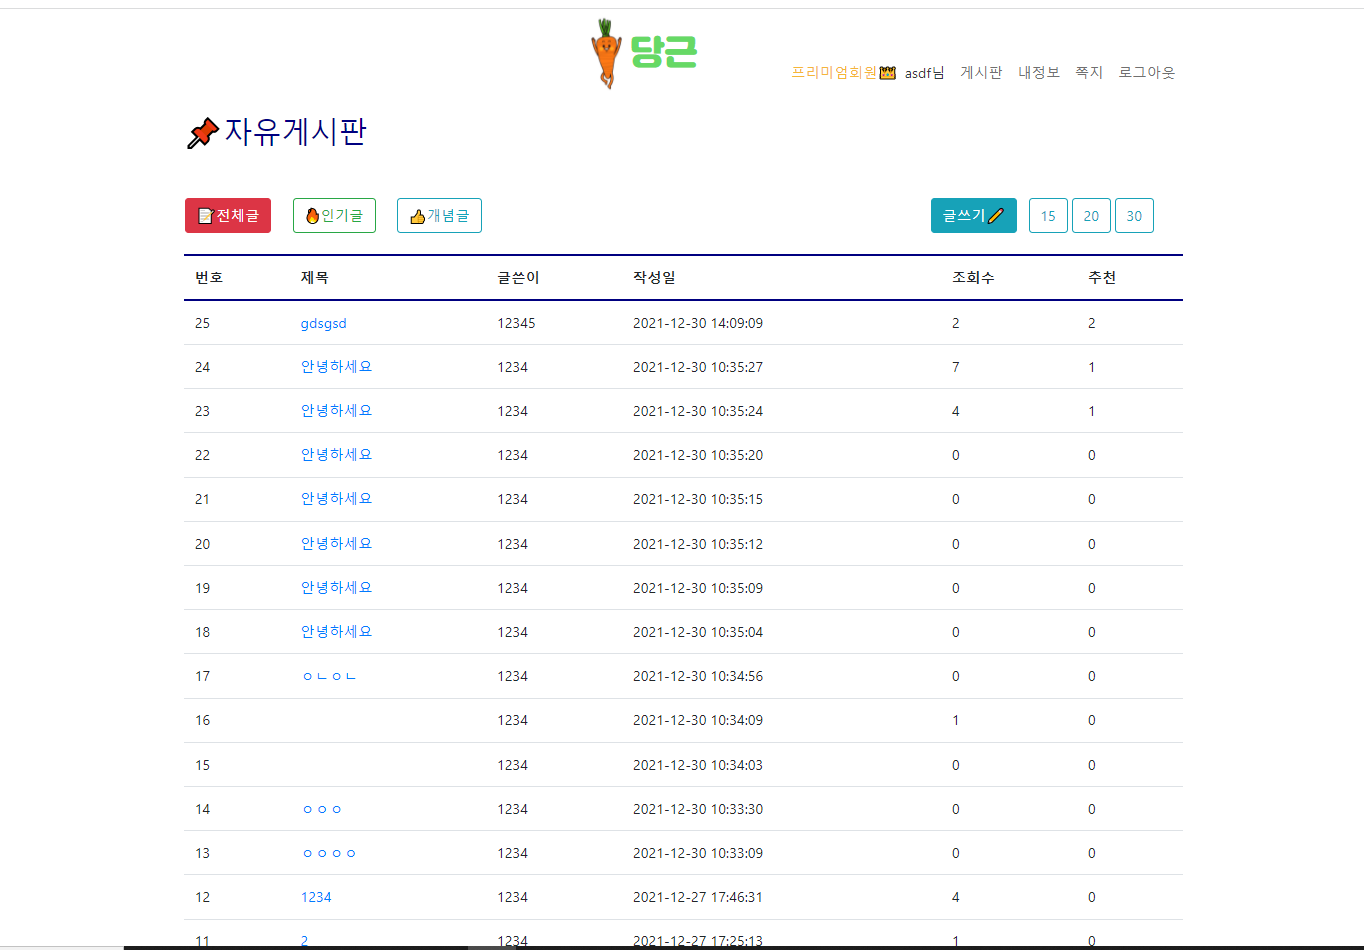 당근
프리미엄회원 asdf님 게시판 내정보 쪽지 로그아웃
자유게시판
전체글 인기글 개념글 글쓰기 15 20 30
번호 제목 글쓴이 작성일 조회수 추천
25 gdsgsd 12345 2021-12-30 14:09:09 2 2
24 안녕하세요 1234 2021-12-30 10:35:27 7 1
23 안녕하세요 1234 2021-12-30 10:35:24 4 1
22 안녕하세요 1234 2021-12-30 10:35:20 0 0
21 안녕하세요 1234 2021-12-30 10:35:15 0 0
20 안녕하세요 1234 2021-12-30 10:35:12 0 0
19 안녕하세요 1234 2021-12-30 10:35:09 0 0
18 안녕하세요 1234 2021-12-30 10:35:04 0 0
17 ㅇㄴㅇㄴ 1234 2021-12-30 10:34:56 0 0
16 1234 2021-12-30 10:34:09 1 0
15 1234 2021-12-30 10:34:03 0 0
14 ㅇㅇㅇ 1234 2021-12-30 10:33:30 0 0
13 ㅇㅇㅇㅇ 1234 2021-12-30 10:33:09 0 0
12 1234 1234 2021-12-27 17:46:31 4 0
11 2 1234 2021-12-27 17:25:13 1 0